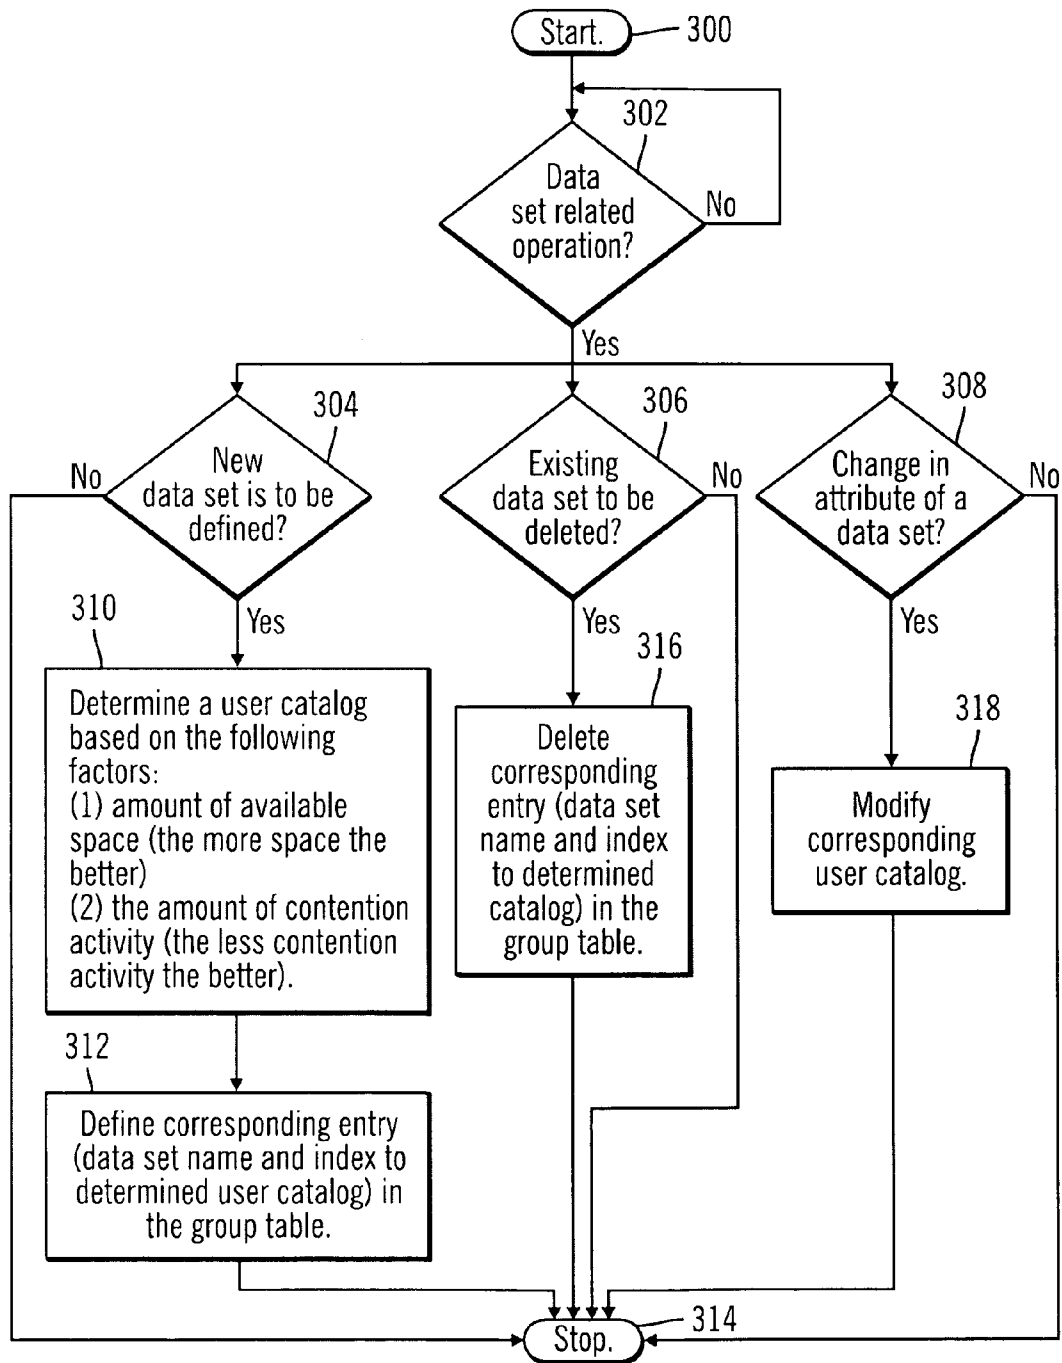 Start.
300
302
Data
set related
operation?
No
Yes
304
New
data set is to be
defined?
No
Yes
306
Existing
data set to be
deleted?
No
Yes
308
Change in
attribute of a
data set?
No
Yes
310
Determine a user catalog
based on the following
factors:
(1) amount of available
space (the more space the
better)
(2) the amount of contention
activity (the less contention
activity the better).
316
Delete
corresponding
entry (data set
name and index
to determined
catalog) in the
group table.
318
Modify
corresponding
user catalog.
312
Define corresponding entry
(data set name and index to
determined user catalog) in
the group table.
Stop.
314